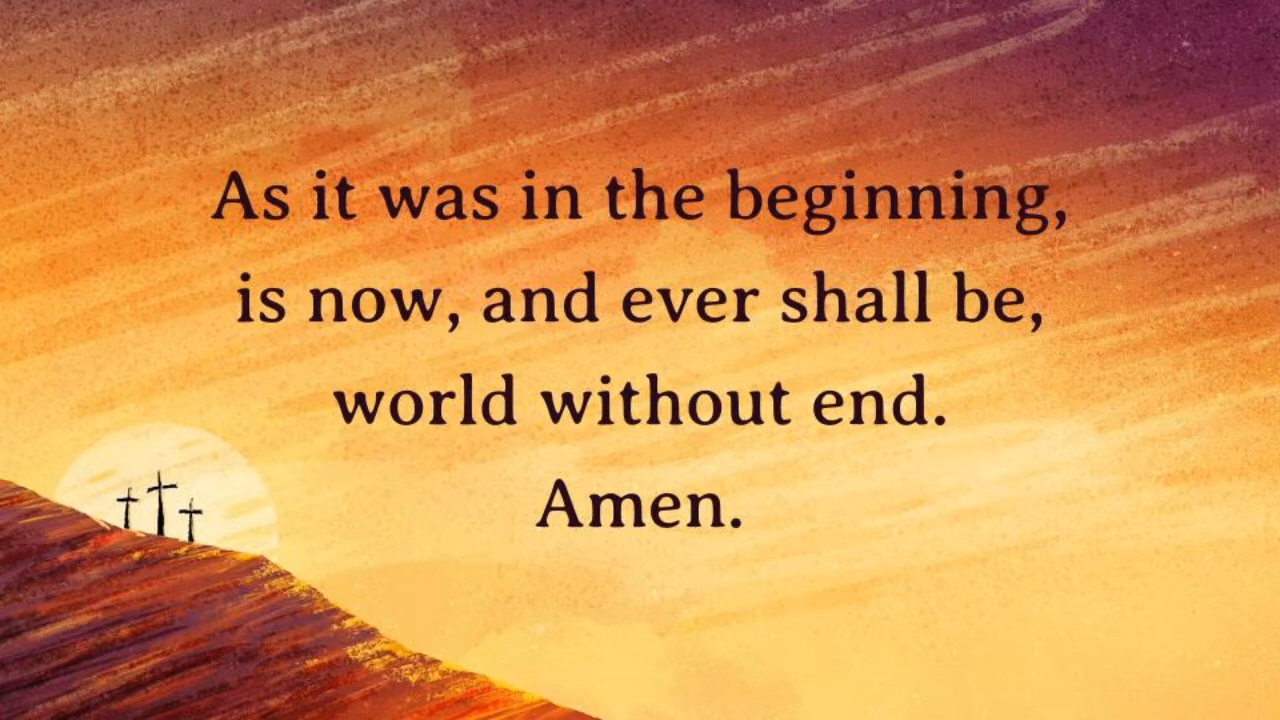 As it was in the beginning,
is now, and ever shall be,
world without end.
Amen.